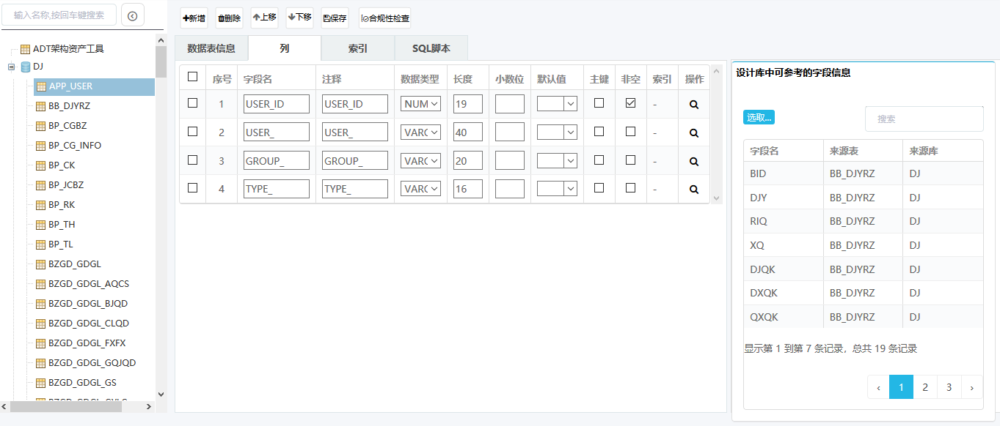 输入名称,按回车键搜索
新增
删除
上移
下移
保存
合规性检查
ADT架构资产工具
DJ
APP_USER
BB_DJYRZ
BP_CGBZ
BP_CG_INFO
BP_CK
BP_JCBZ
BP_RK
BP_TH
BP_TL
BZGD_GDGL
BZGD_GDGL_AQCS
BZGD_GDGL_BJQD
BZGD_GDGL_CLQD
BZGD_GDGL_FXFX
BZGD_GDGL_GQJQD
BZGD_GDGL_GS
数据表信息 列 索引 SQL脚本
序号 字段名 注释 数据类型 长度 小数位 默认值 主键 非空 索引 操作
1 USER_ID USER_ID NUM 19 -
2 USER_ USER_ VARC 40 -
3 GROUP_ GROUP_ VARC 20 -
4 TYPE_ TYPE_ VARC 16 -
设计库中可参考的字段信息
选取...
搜索
字段名 来源表 来源库
BID BB_DJYRZ DJ
DJY BB_DJYRZ DJ
RIQ BB_DJYRZ DJ
XQ BB_DJYRZ DJ
DJQK BB_DJYRZ DJ
DXQK BB_DJYRZ DJ
QXQK BB_DJYRZ DJ
显示第 1 到第 7 条记录，总共 19 条记录
‹ 1 2 3 ›